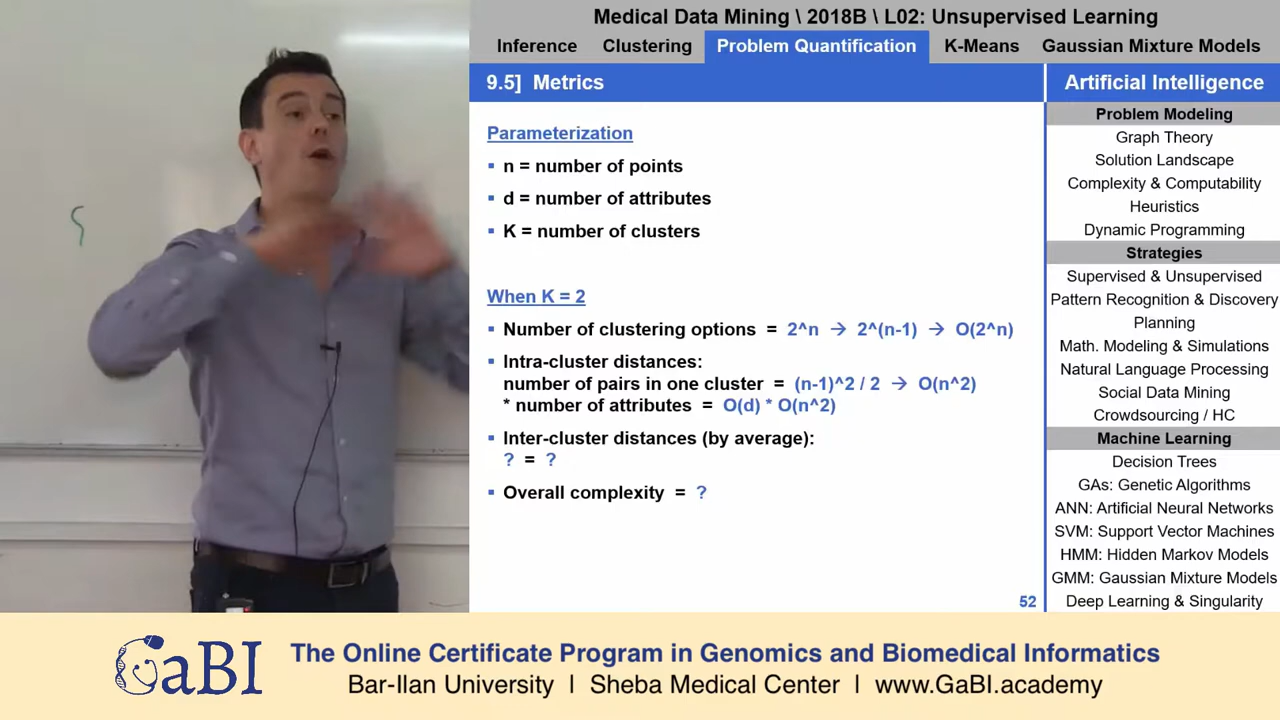 Medical Data Mining \ 2018B \ L02: Unsupervised Learning
Inference Clustering Problem Quantification K-Means Gaussian Mixture Models
9.5] Metrics
Parameterization
▪ n = number of points
▪ d = number of attributes
▪ K = number of clusters
When K = 2
▪ Number of clustering options = 2^n → 2^(n-1) → O(2^n)
▪ Intra-cluster distances:
number of pairs in one cluster = (n-1)^2 / 2 → O(n^2)
* number of attributes = O(d) * O(n^2)
▪ Inter-cluster distances (by average):
? = ?
▪ Overall complexity = ?
52
Artificial Intelligence
Problem Modeling
Graph Theory
Solution Landscape
Complexity & Computability
Heuristics
Dynamic Programming
Strategies
Supervised & Unsupervised
Pattern Recognition & Discovery
Planning
Math. Modeling & Simulations
Natural Language Processing
Social Data Mining
Crowdsourcing / HC
Machine Learning
Decision Trees
GAs: Genetic Algorithms
ANN: Artificial Neural Networks
SVM: Support Vector Machines
HMM: Hidden Markov Models
GMM: Gaussian Mixture Models
Deep Learning & Singularity
GaBI
The Online Certificate Program in Genomics and Biomedical Informatics
Bar-Ilan University | Sheba Medical Center | www.GaBI.academy